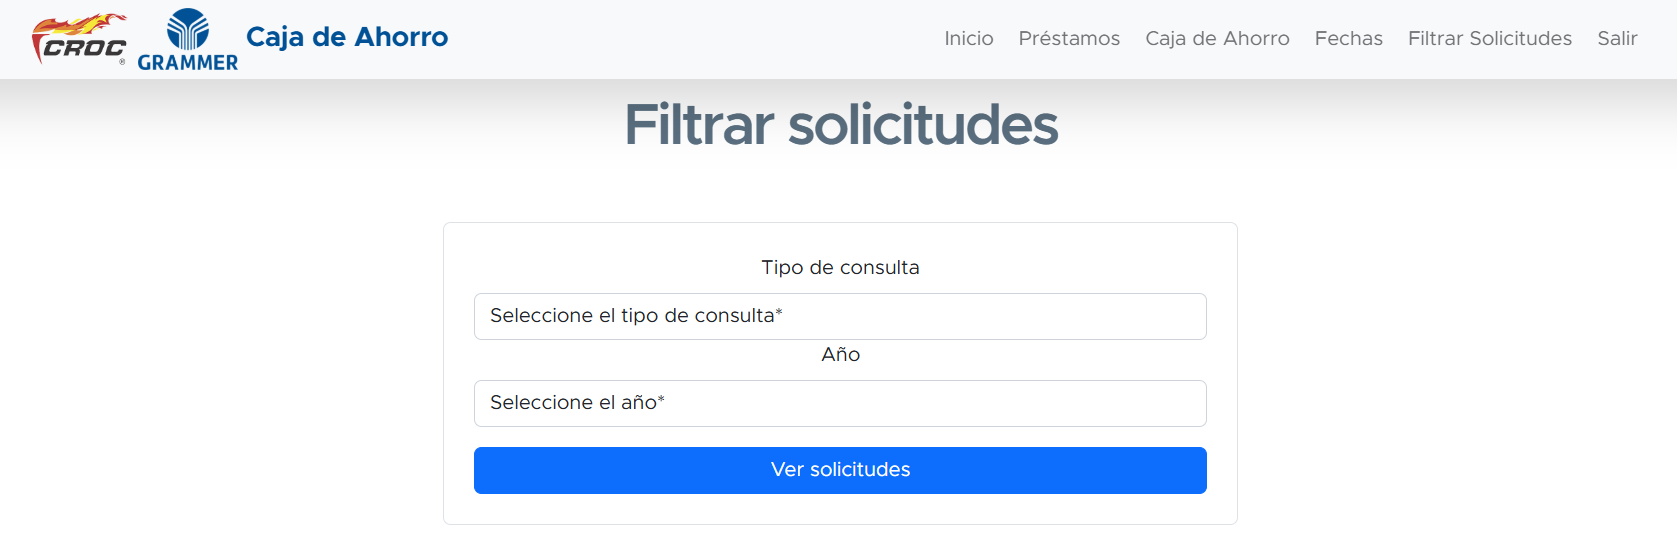 CROC®
GRAMMER
Caja de Ahorro
Inicio Préstamos Caja de Ahorro Fechas Filtrar Solicitudes Salir
Filtrar solicitudes
Tipo de consulta
Seleccione el tipo de consulta*
Año
Seleccione el año*
Ver solicitudes